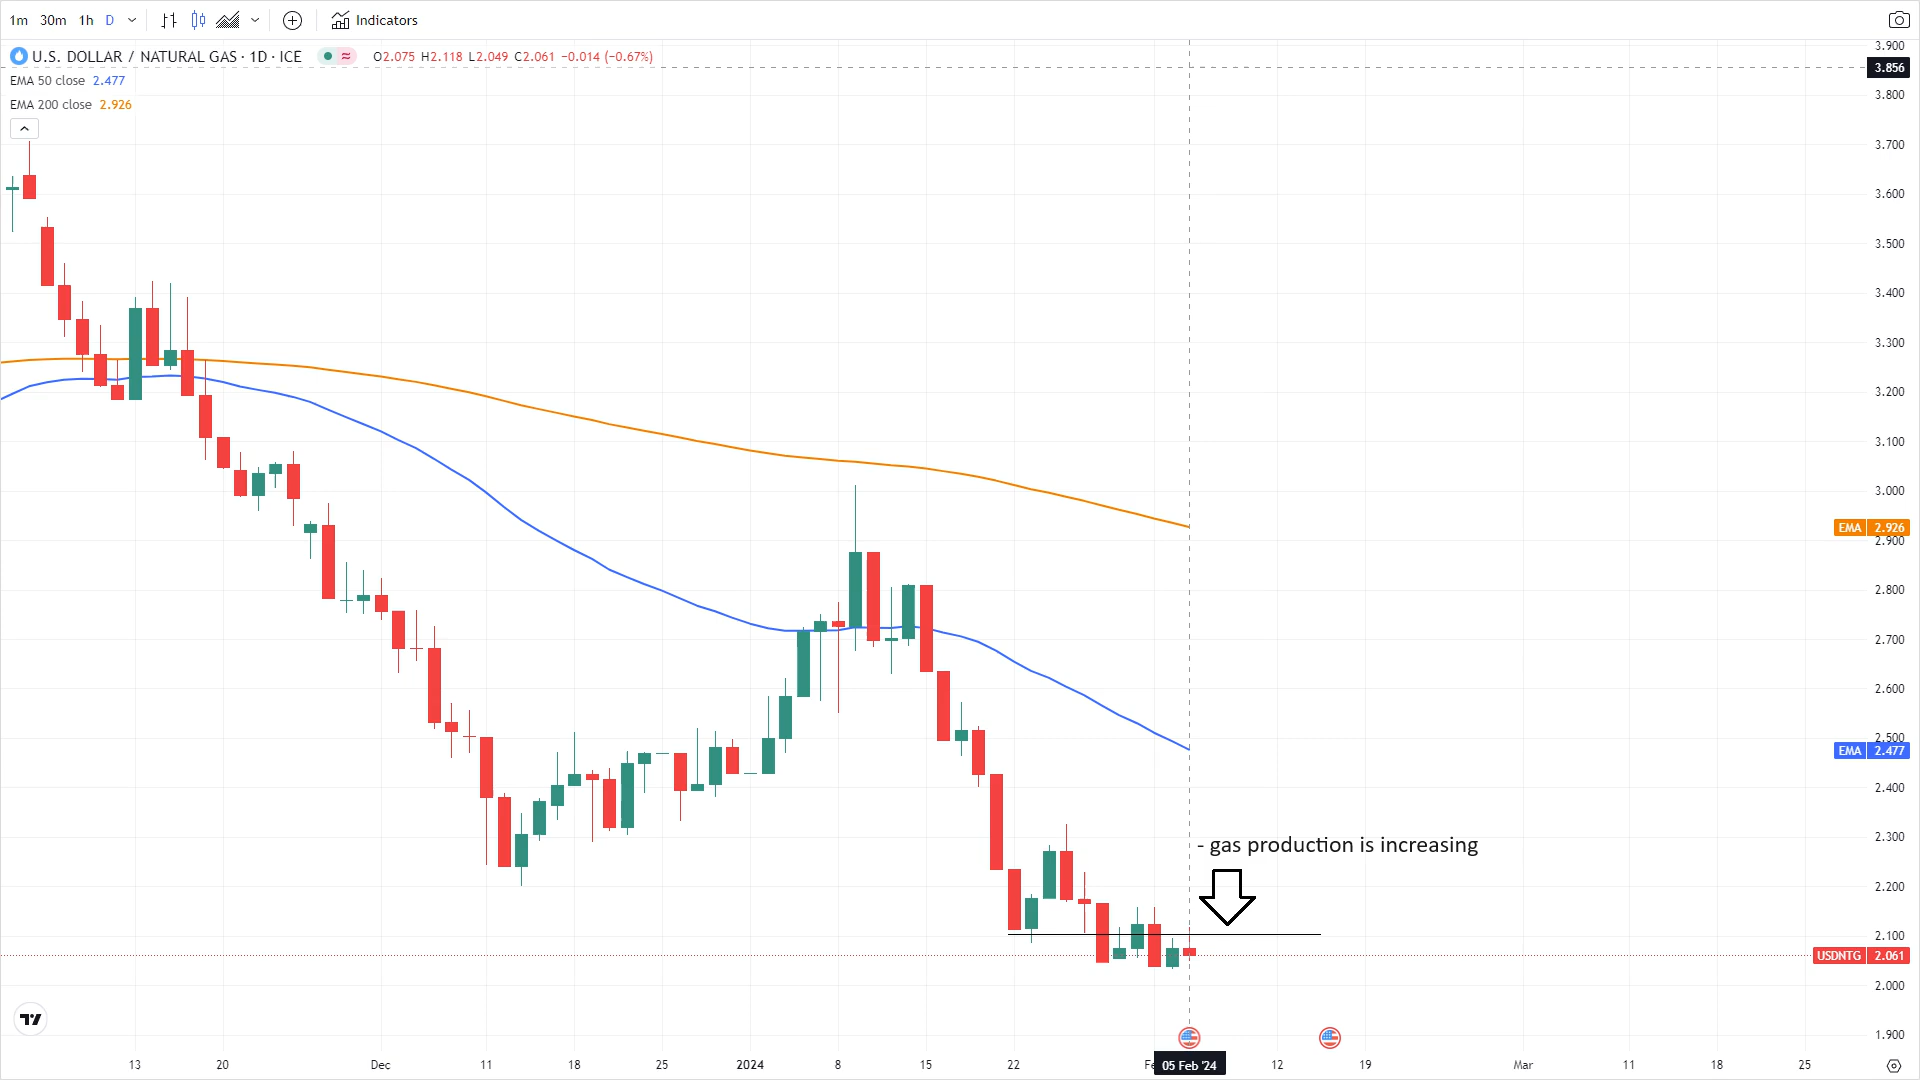 1m 30m 1h D Indicators
U.S. DOLLAR / NATURAL GAS · 1D · ICE ≈ O2.075 H2.118 L2.049 C2.061 −0.014 (−0.67%)
EMA 50 close 2.477
EMA 200 close 2.926
3.900
3.856
3.800
3.700
3.600
3.500
3.400
3.300
3.200
3.100
3.000
EMA 2.926
2.900
2.800
2.700
2.600
2.500
EMA 2.477
2.400
2.300
- gas production is increasing
2.200
2.100
USDNTG 2.061
2.000
1.900
13 20 Dec 11 18 25 2024 8 15 22 05 Feb '24 12 19 Mar 11 18 25